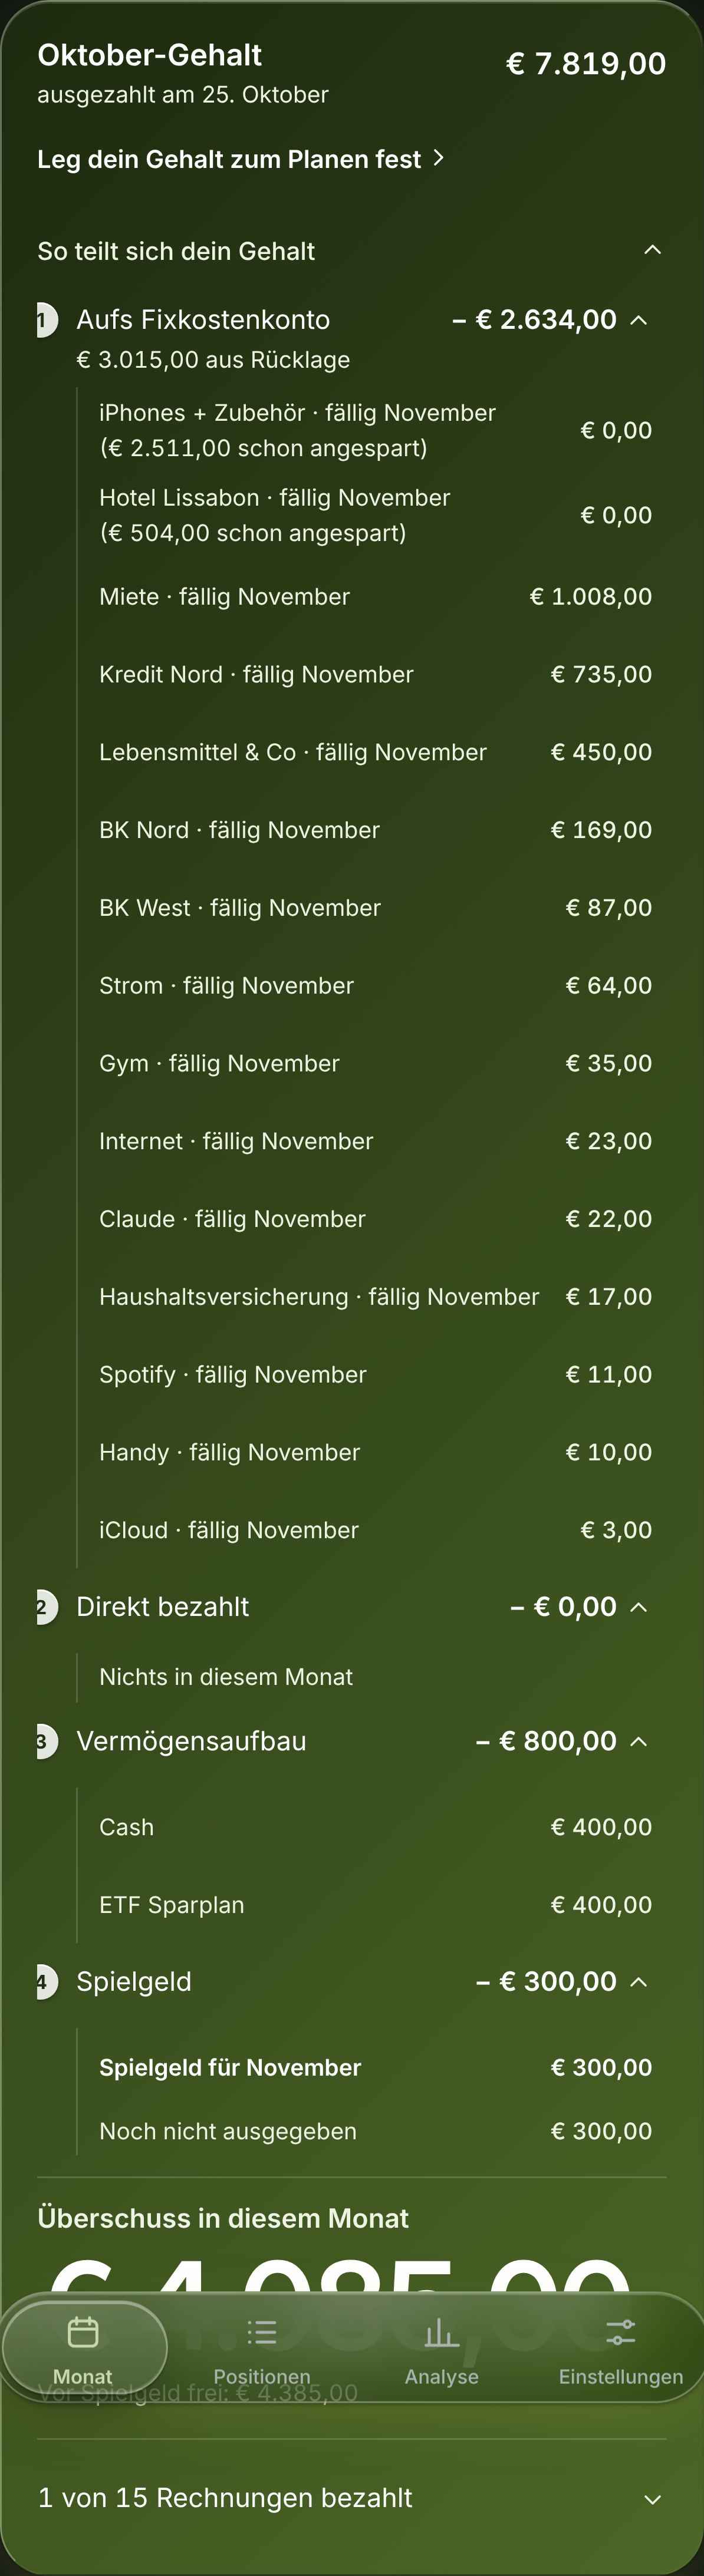 Oktober-Gehalt
€ 7.819,00
ausgezahlt am 25. Oktober
Leg dein Gehalt zum Planen fest
So teilt sich dein Gehalt
1 Aufs Fixkostenkonto – € 2.634,00
€ 3.015,00 aus Rücklage
iPhones + Zubehör · fällig November
(€ 2.511,00 schon angespart)
€ 0,00
Hotel Lissabon · fällig November
(€ 504,00 schon angespart)
€ 0,00
Miete · fällig November € 1.008,00
Kredit Nord · fällig November € 735,00
Lebensmittel & Co · fällig November € 450,00
BK Nord · fällig November € 169,00
BK West · fällig November € 87,00
Strom · fällig November € 64,00
Gym · fällig November € 35,00
Internet · fällig November € 23,00
Claude · fällig November € 22,00
Haushaltsversicherung · fällig November € 17,00
Spotify · fällig November € 11,00
Handy · fällig November € 10,00
iCloud · fällig November € 3,00
2 Direkt bezahlt – € 0,00
Nichts in diesem Monat
3 Vermögensaufbau – € 800,00
Cash € 400,00
ETF Sparplan € 400,00
4 Spielgeld – € 300,00
Spielgeld für November € 300,00
Noch nicht ausgegeben € 300,00
Überschuss in diesem Monat
€ 4.085,00
Monat Positionen Analyse Einstellungen
Vor Spielgeld frei: € 4.385,00
1 von 15 Rechnungen bezahlt